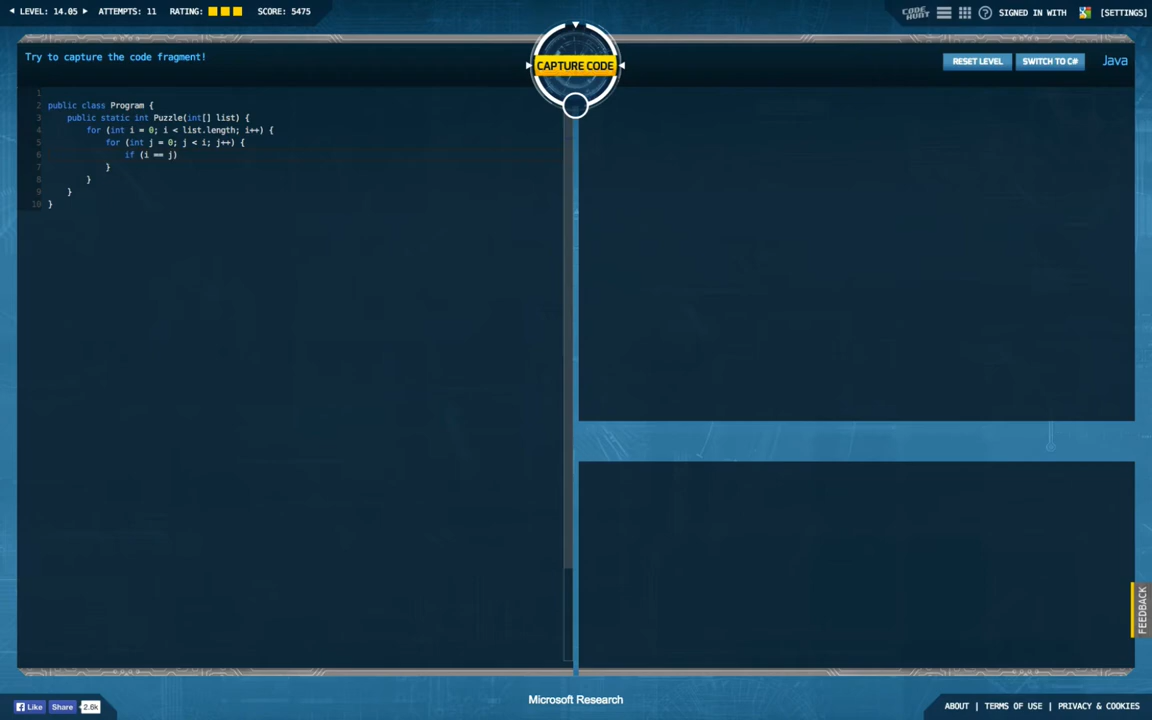 LEVEL: 14.05 ATTEMPTS: 11 RATING: SCORE: 5475
CODE HUNT
SIGNED IN WITH [SETTINGS]
Try to capture the code fragment!
CAPTURE CODE
RESET LEVEL
SWITCH TO C#
Java
1
2 public class Program {
3 public static int Puzzle(int[] list) {
4 for (int i = 0; i < list.length; i++) {
5 for (int j = 0; j < i; j++) {
6 if (i == j)
7 }
8 }
9 }
10 }
FEEDBACK
Like Share 2.6k
Microsoft Research
ABOUT | TERMS OF USE | PRIVACY & COOKIES